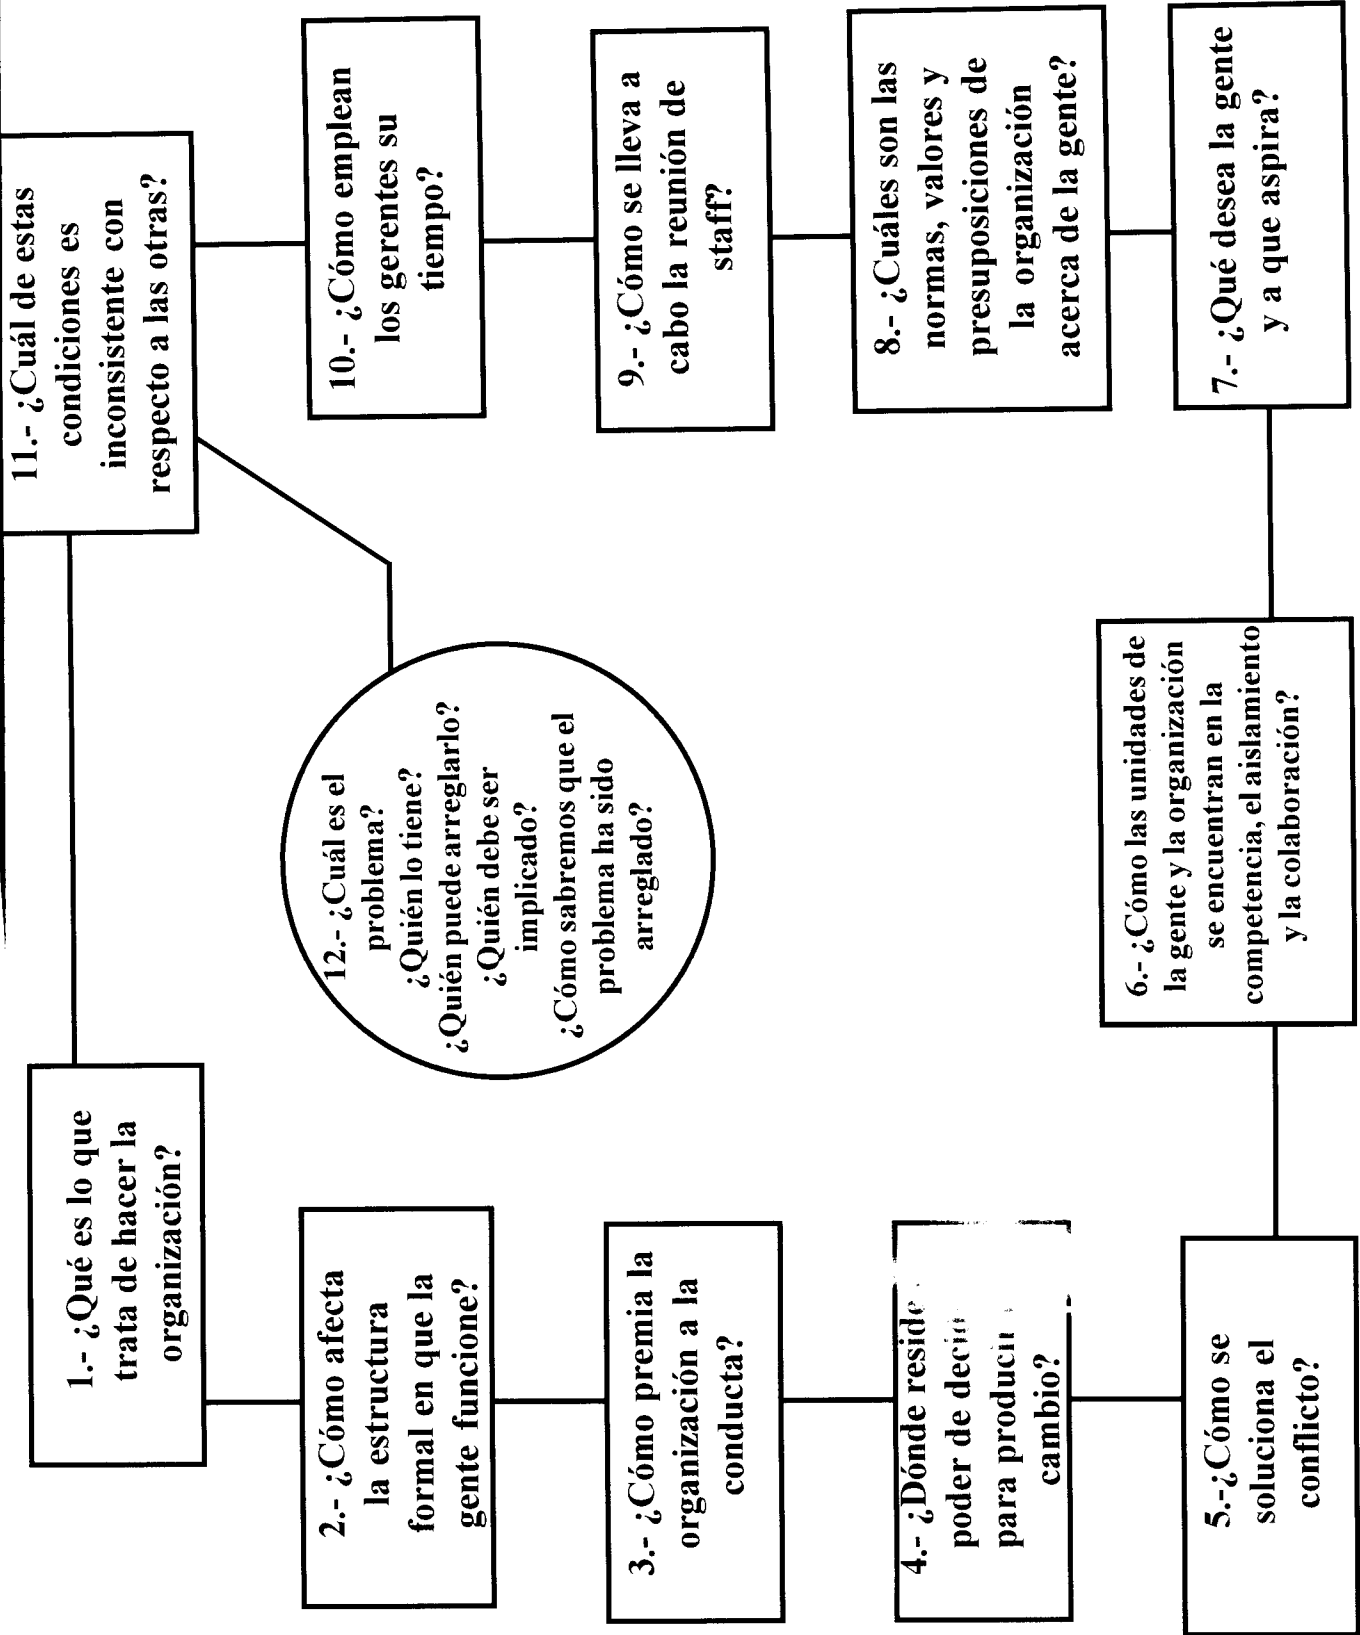 1.- ¿Qué es lo que
trata de hacer la
organización?
2.- ¿Cómo afecta
la estructura
formal en que la
gente funcione?
3.- ¿Cómo premia la
organización a la
conducta?
4.- ¿Dónde reside
poder de
para
cambio?
5.-¿Cómo se
soluciona el
conflicto?
6.- ¿Cómo las unidades de
la gente y la organización
se encuentran en la
competencia, el aislamiento
y la colaboración?
7.- ¿Qué desea la gente
y a que aspira?
8.- ¿Cuáles son las
normas, valores y
presuposiciones de
la organización
acerca de la gente?
9.- ¿Cómo se lleva a
cabo la reunión de
staff?
10.- ¿Cómo emplean
los gerentes su
tiempo?
11.- ¿Cuál de estas
condiciones es
inconsistente con
respecto a las otras?
12.- ¿Cuál es el
problema?
¿Quién lo tiene?
¿Quién puede arreglarlo?
¿Quién debe ser
implicado?
¿Cómo sabremos que el
problema ha sido
arreglado?